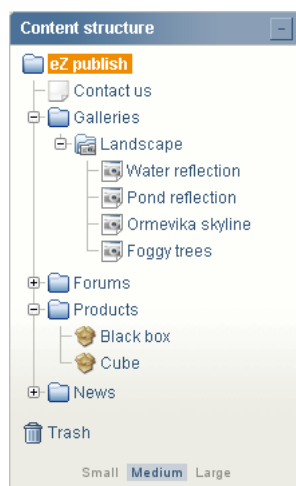 Content structure
eZ publish
Contact us
Galleries
Landscape
Water reflection
Pond reflection
Ormevika skyline
Foggy trees
Forums
Products
Black box
Cube
News
Trash
Small Medium Large